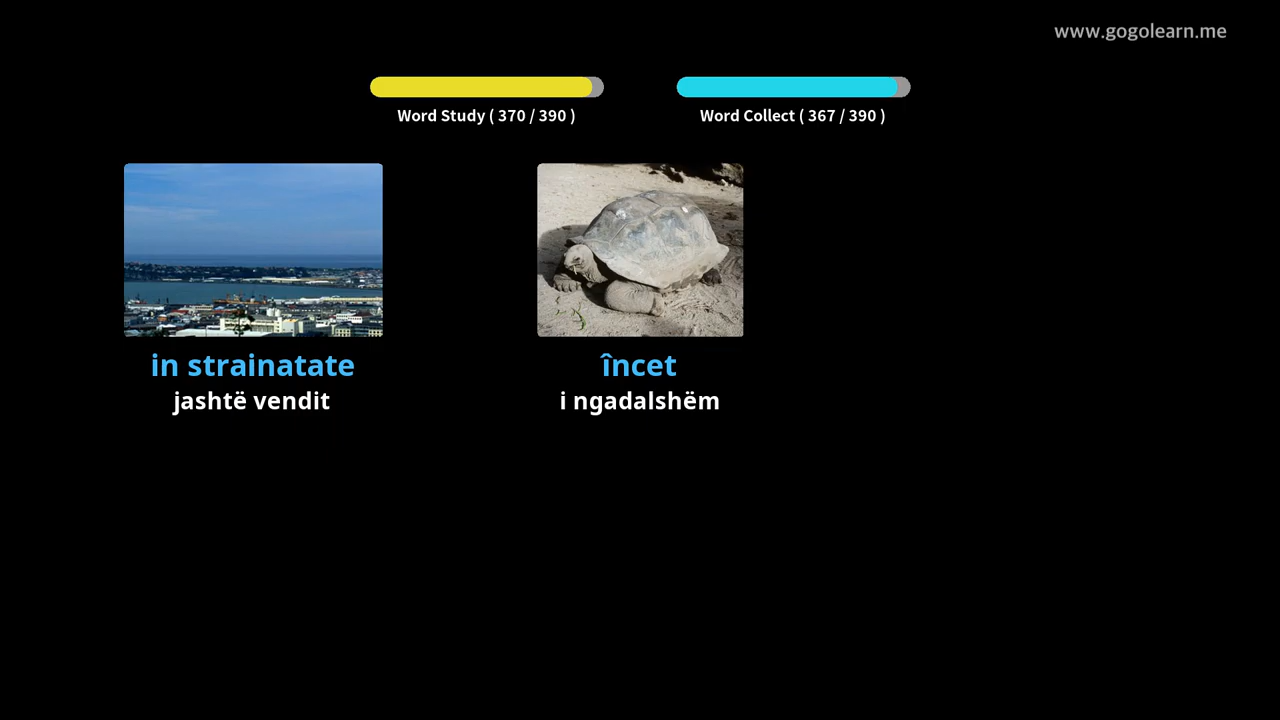 www.gogolearn.me
Word Study ( 370 / 390 )
Word Collect ( 367 / 390 )
in strainatate
jashtë vendit
încet
i ngadalshëm